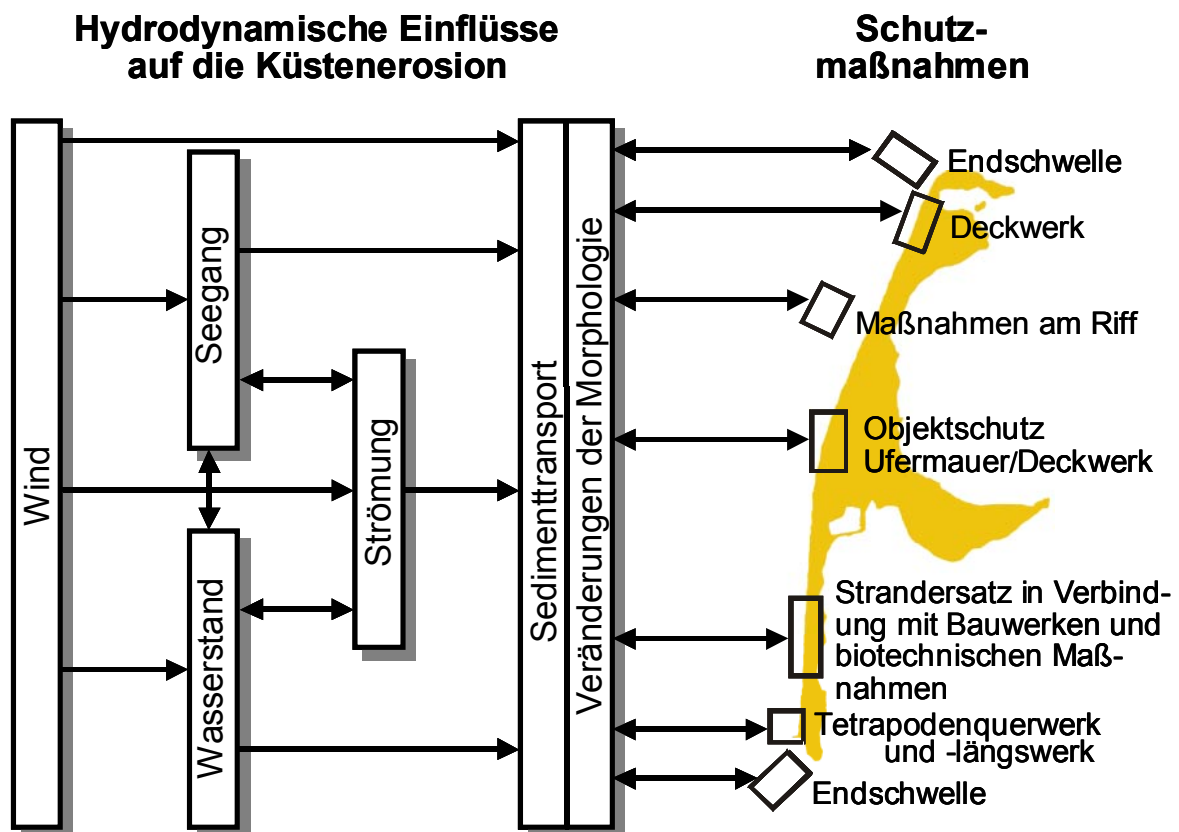 Hydrodynamische Einflüsse
auf die Küstenerosion
Schutz-
maßnahmen
Wind
Seegang
Wasserstand
Strömung
Sedimenttransport
Veränderungen der Morphologie
Endschwelle
Deckwerk
Maßnahmen am Riff
Objektschutz
Ufermauer/Deckwerk
Strandersatz in Verbind-
ung mit Bauwerken und
biotechnischen Maß-
nahmen
Tetrapodenquerwerk
und -längswerk
Endschwelle